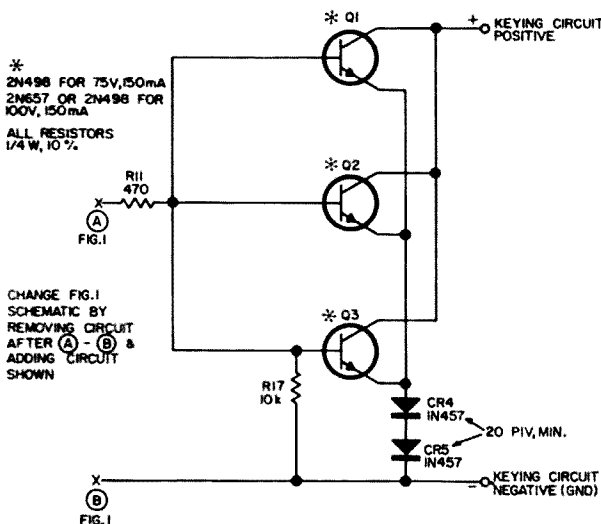 * Q1
+ KEYING CIRCUIT
POSITIVE
*
2N498 FOR 75V,150mA
2N657 OR 2N498 FOR
100V, 150mA
ALL RESISTORS
1/4 W, 10 %
R11
470
* Q2
X
A
FIG.1
CHANGE FIG.1
SCHEMATIC BY
REMOVING CIRCUIT
AFTER A - B &
ADDING CIRCUIT
SHOWN
* Q3
R17
10k
CR4
IN457
20 PIV, MIN.
CR5
IN457
X
B
FIG.1
- KEYING CIRCUIT
NEGATIVE (GND)